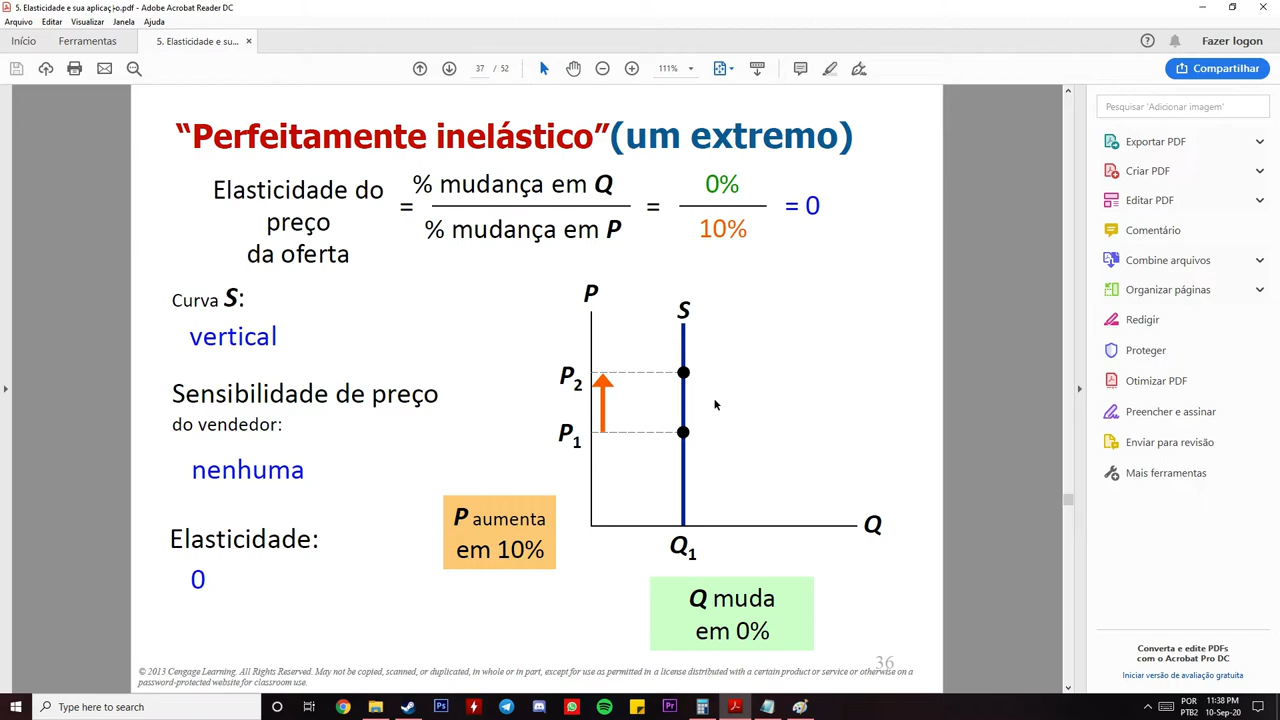 5. Elasticidade e sua aplicação.pdf - Adobe Acrobat Reader DC
Arquivo Editar Visualizar Janela Ajuda
Início Ferramentas 5. Elasticidade e su... ×
Fazer logon
37 / 52
111%
Compartilhar
"Perfeitamente inelástico"(um extremo)
Elasticidade do
preço
da oferta
= % mudança em Q
% mudança em P
= 0%
10%
= 0
Curva S:
vertical
Sensibilidade de preço
do vendedor:
nenhuma
Elasticidade:
0
P
S
P2
P1
Q
Q1
P aumenta
em 10%
Q muda
em 0%
36
© 2013 Cengage Learning. All Rights Reserved. May not be copied, scanned, or duplicated, in whole or in part, except for use as permitted in a license distributed with a certain product or service or otherwise on a
password-protected website for classroom use.
Pesquisar 'Adicionar imagem'
Exportar PDF
Criar PDF
Editar PDF
Comentário
Combine arquivos
Organizar páginas
Redigir
Proteger
Otimizar PDF
Preencher e assinar
Enviar para revisão
Mais ferramentas
Converta e edite PDFs
com o Acrobat Pro DC
Iniciar versão de avaliação gratuita
Type here to search
Ps
Pr
POR
PTB2
11:38 PM
10-Sep-20